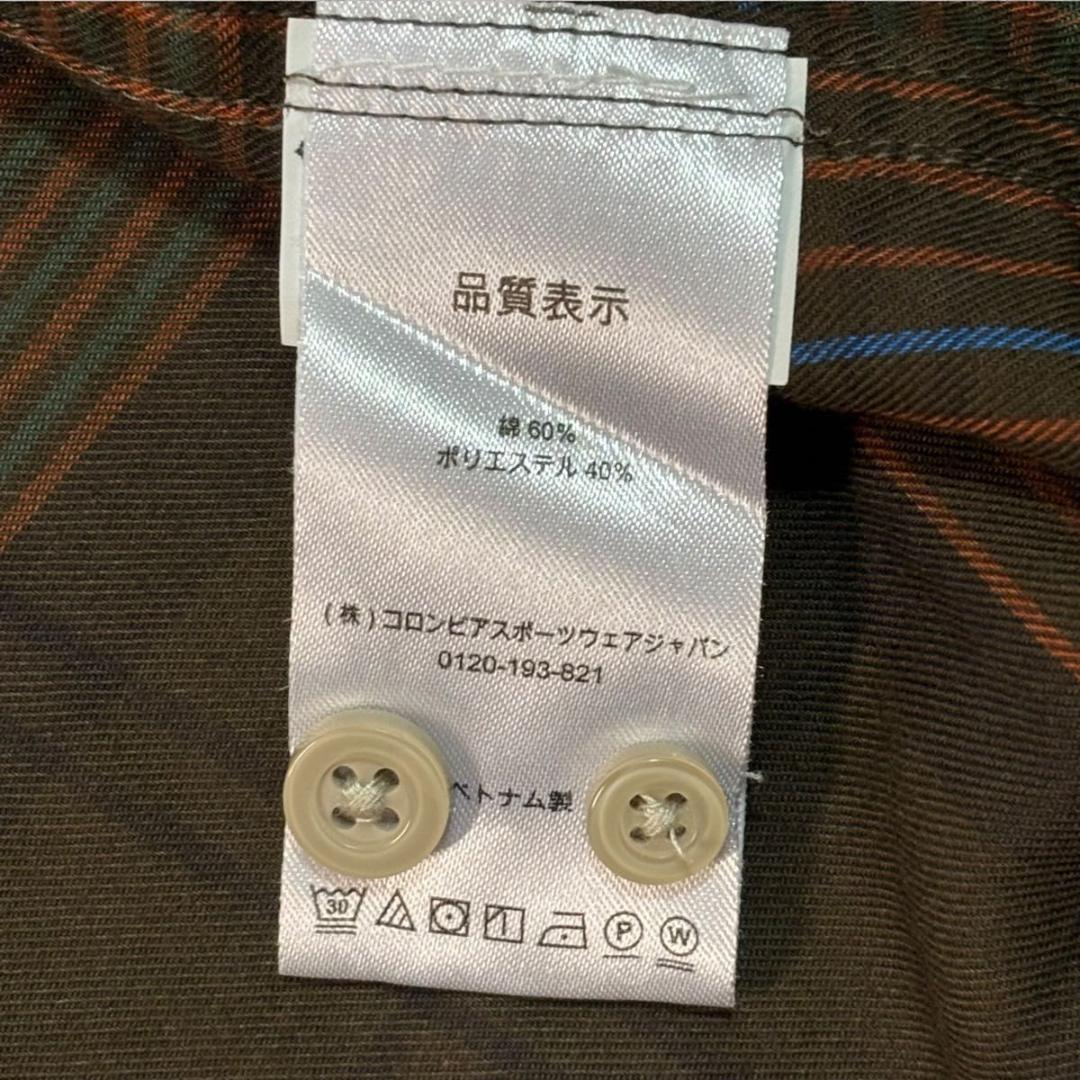 品質表示
綿 60%
ポリエステル 40%
(株)コロンビアスポーツウェアジャパン
0120-193-821
ベトナム製
30
P
W